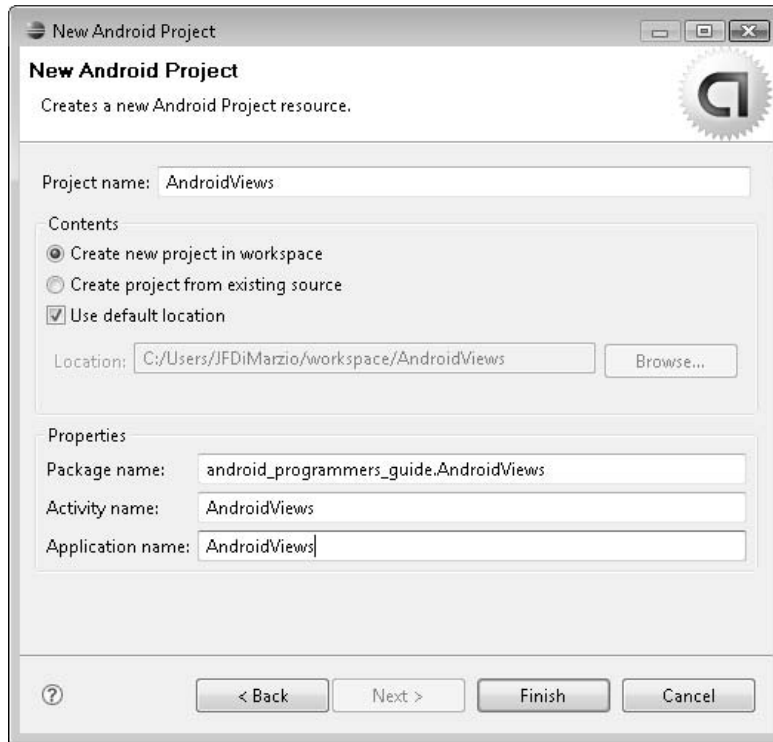 New Android Project
New Android Project
Creates a new Android Project resource.
Project name: AndroidViews
Contents
Create new project in workspace
Create project from existing source
Use default location
Location: C:/Users/JFDiMarzio/workspace/AndroidViews Browse...
Properties
Package name: android_programmers_guide.AndroidViews
Activity name: AndroidViews
Application name: AndroidViews
? < Back Next > Finish Cancel